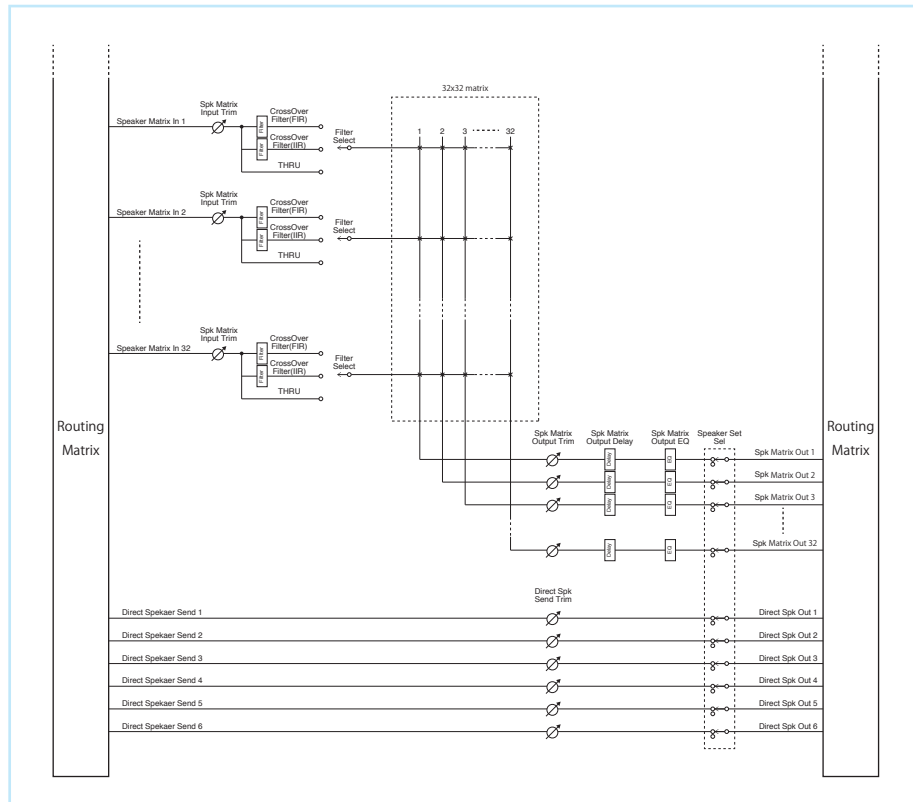 32x32 matrix
Spk Matrix
Input Trim
CrossOver
Filter(FIR)
Speaker Matrix In 1
Filter
CrossOver
Filter(IIR)
Filter
Filter
Select
THRU
1 2 3 32
Spk Matrix
Input Trim
CrossOver
Filter(FIR)
Speaker Matrix In 2
Filter
CrossOver
Filter(IIR)
Filter
Filter
Select
THRU
Spk Matrix
Input Trim
CrossOver
Filter(FIR)
Speaker Matrix In 32
Filter
CrossOver
Filter(IIR)
Filter
Filter
Select
THRU
Routing
Matrix
Routing
Matrix
Spk Matrix
Output Trim
Spk Matrix
Output Delay
Spk Matrix
Output EQ
Speaker Set
Sel
Delay
EQ
Spk Matrix Out 1
Delay
EQ
Spk Matrix Out 2
Delay
EQ
Spk Matrix Out 3
Delay
EQ
Spk Matrix Out 32
Direct Spk
Send Trim
Direct Spekaer Send 1
Direct Spk Out 1
Direct Spekaer Send 2
Direct Spk Out 2
Direct Spekaer Send 3
Direct Spk Out 3
Direct Spekaer Send 4
Direct Spk Out 4
Direct Spekaer Send 5
Direct Spk Out 5
Direct Spekaer Send 6
Direct Spk Out 6